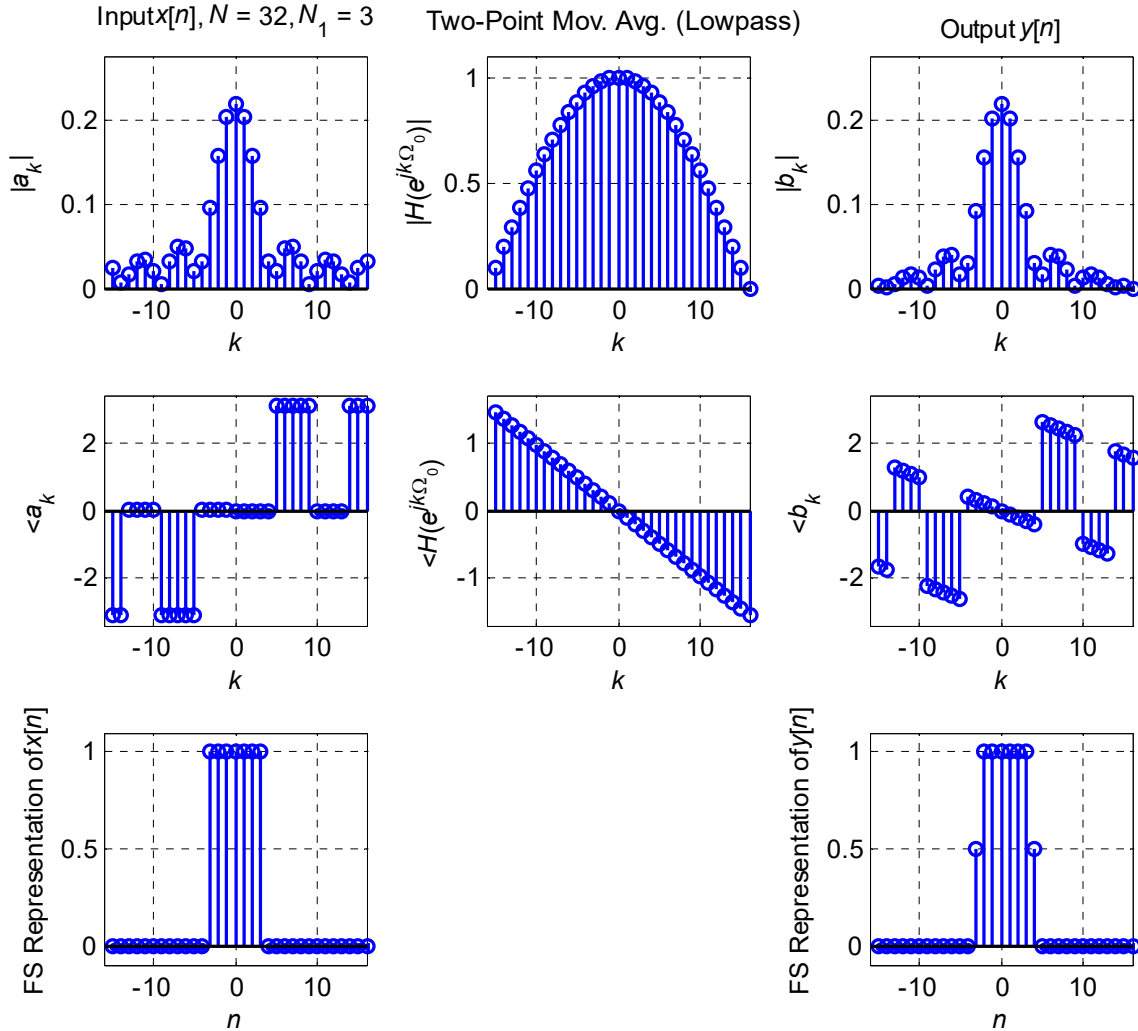 Input x[n], N = 32, N_1 = 3
Two-Point Mov. Avg. (Lowpass)
Output y[n]
|a_k|
0.2
0.1
0
-10 0 10
k
|H(e^{jkΩ_0})|
1
0.5
0
-10 0 10
k
|b_k|
0.2
0.1
0
-10 0 10
k
<a_k
2
0
-2
-10 0 10
k
<H(e^{jkΩ_0})
1
0
-1
-10 0 10
k
<b_k
2
0
-2
-10 0 10
k
FS Representation of x[n]
1
0.5
0
-10 0 10
n
FS Representation of y[n]
1
0.5
0
-10 0 10
n